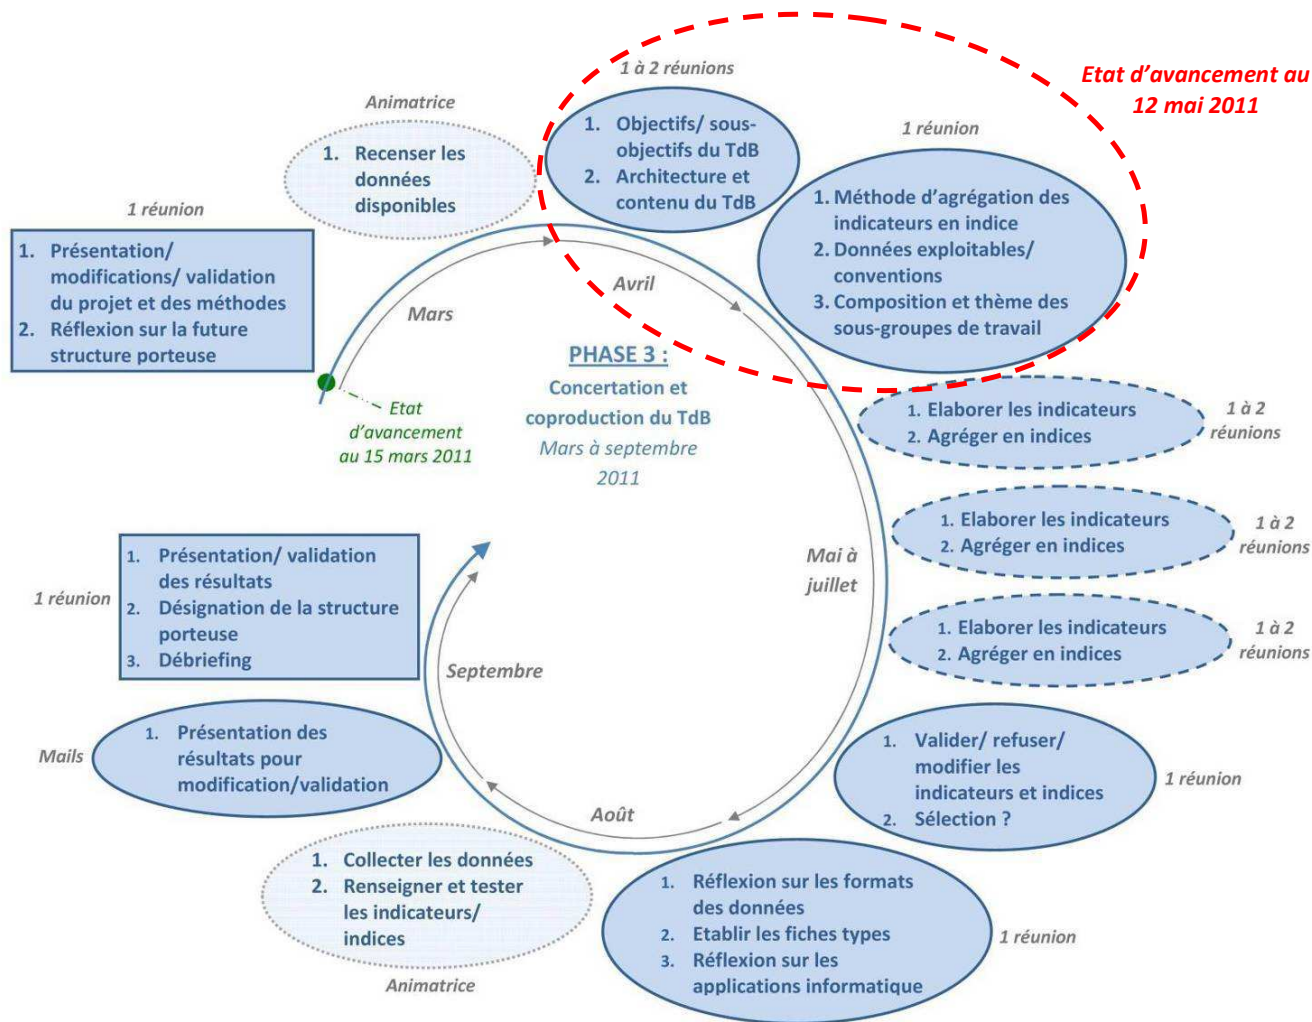 Etat d’avancement au
12 mai 2011
1 à 2 réunions
1. Objectifs/ sous-
objectifs du TdB
2. Architecture et
contenu du TdB
Animatrice
1. Recenser les
données
disponibles
1 réunion
1. Méthode d’agrégation des
indicateurs en indice
2. Données exploitables/
conventions
3. Composition et thème des
sous-groupes de travail
1 réunion
1. Présentation/
modifications/ validation
du projet et des méthodes
2. Réflexion sur la future
structure porteuse
Mars
Avril
PHASE 3 :
Concertation et
coproduction du TdB
Mars à septembre
2011
Etat
d’avancement
au 15 mars 2011
1. Elaborer les indicateurs
2. Agréger en indices
1 à 2
réunions
1. Elaborer les indicateurs
2. Agréger en indices
1 à 2
réunions
Mai à
juillet
1. Elaborer les indicateurs
2. Agréger en indices
1 à 2
réunions
1. Valider/ refuser/
modifier les
indicateurs et indices
2. Sélection ?
1 réunion
1. Réflexion sur les formats
des données
2. Etablir les fiches types
3. Réflexion sur les
applications informatique
1 réunion
Août
1. Collecter les données
2. Renseigner et tester
les indicateurs/
indices
Animatrice
Septembre
1. Présentation des
résultats pour
modification/validation
Mails
1. Présentation/ validation
des résultats
2. Désignation de la structure
porteuse
3. Débriefing
1 réunion